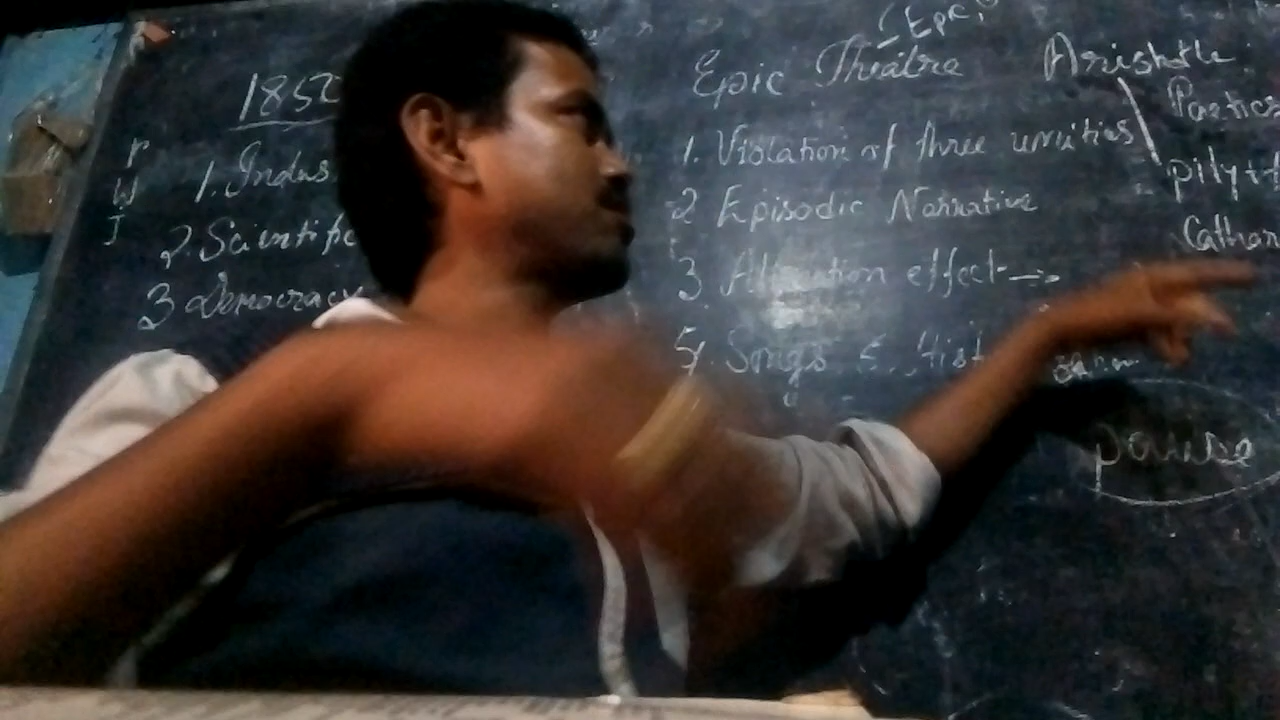 1852
r
W
J
1. Indus
2. Scientific
3 Democracy
(Epic)
Epic Theatre
1. Violation of three unities
2 Episodic Narrative
3. Alienation effect →
5. Songs & Hist
Aristotle
Poetics
pity +
Cathar
pause